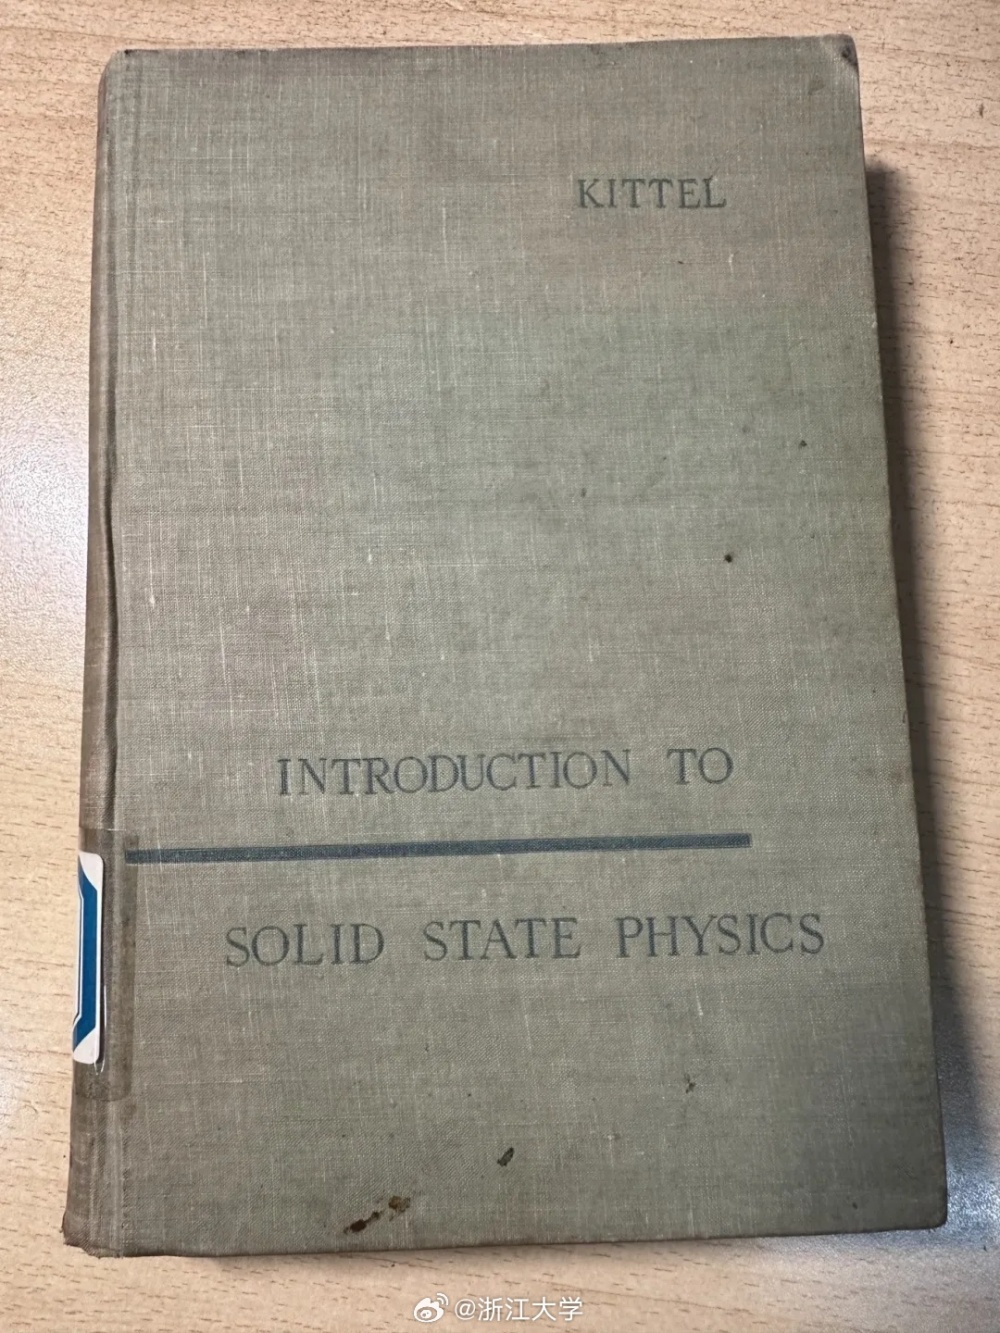 KITTEL
INTRODUCTION TO
SOLID STATE PHYSICS
@浙江大学